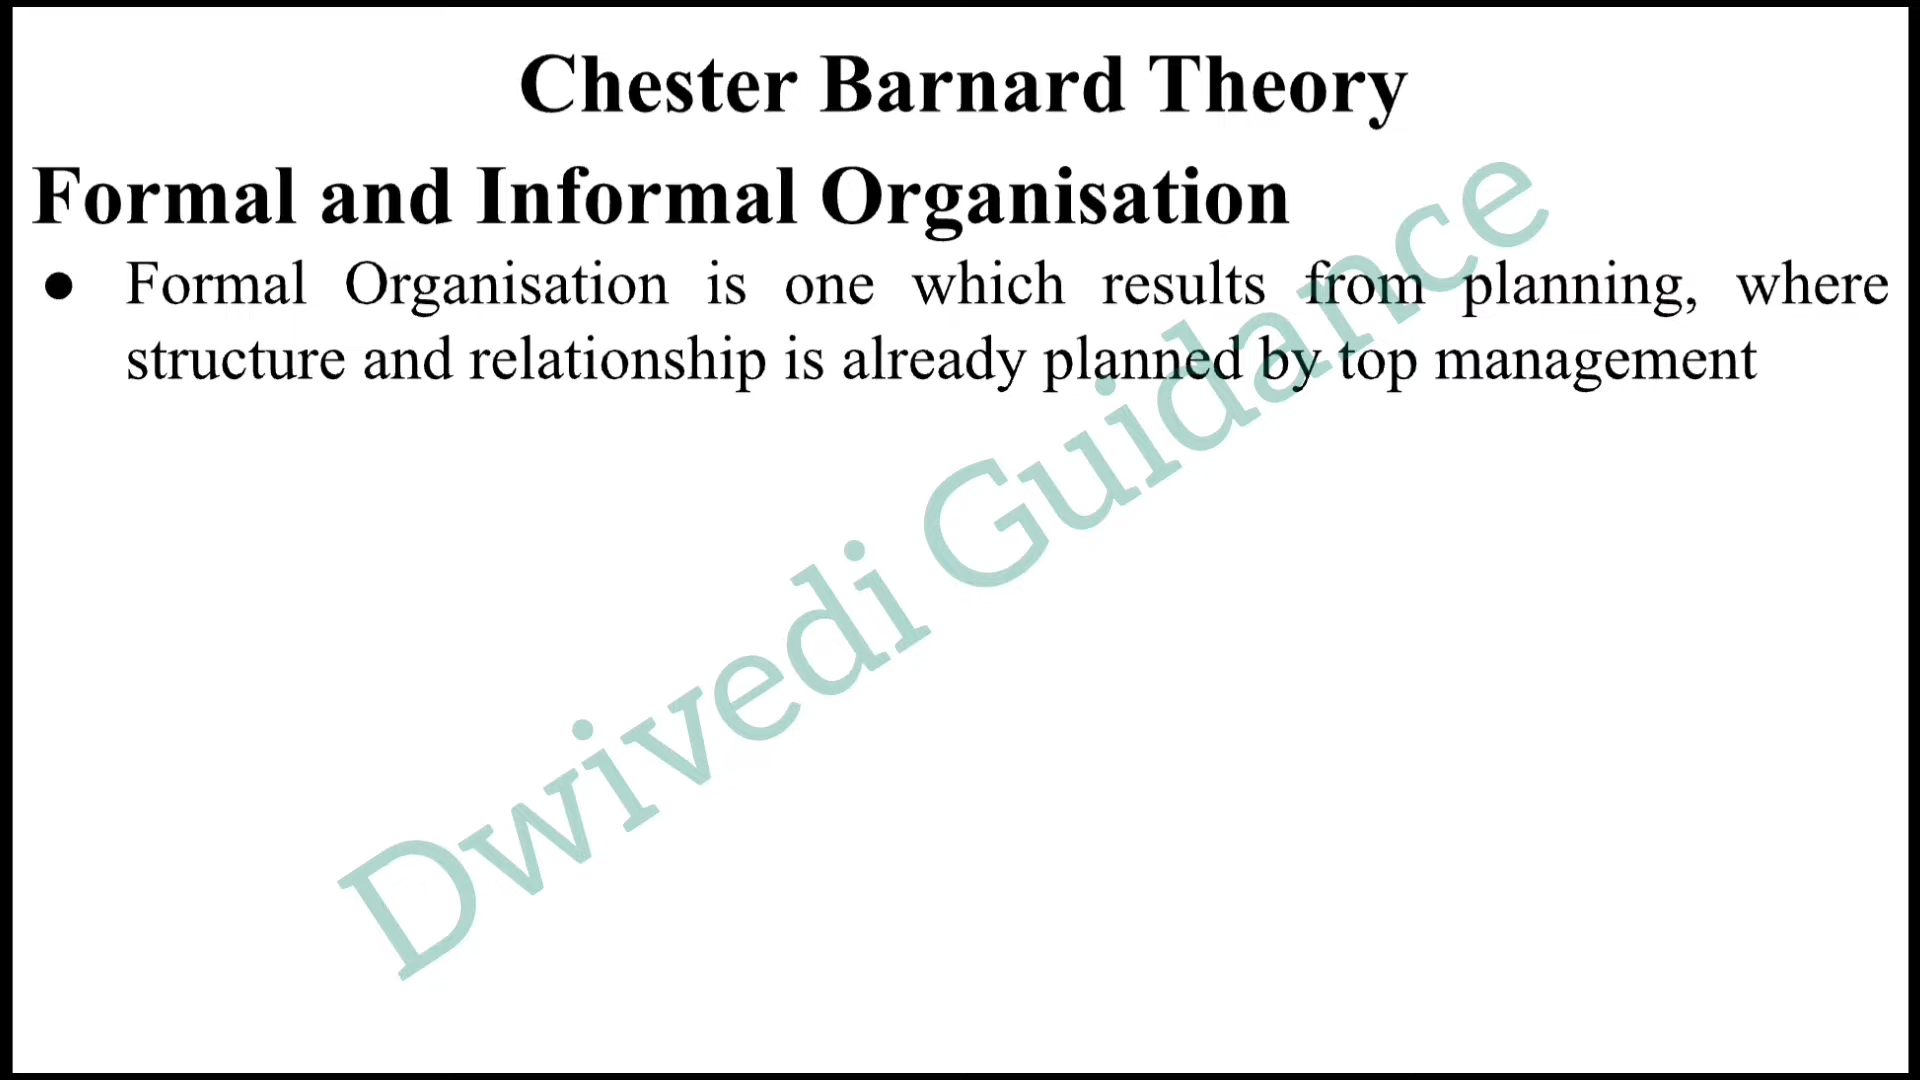 Chester Barnard Theory
Formal and Informal Organisation
● Formal Organisation is one which results from planning, where
structure and relationship is already planned by top management
Dwivedi Guidance